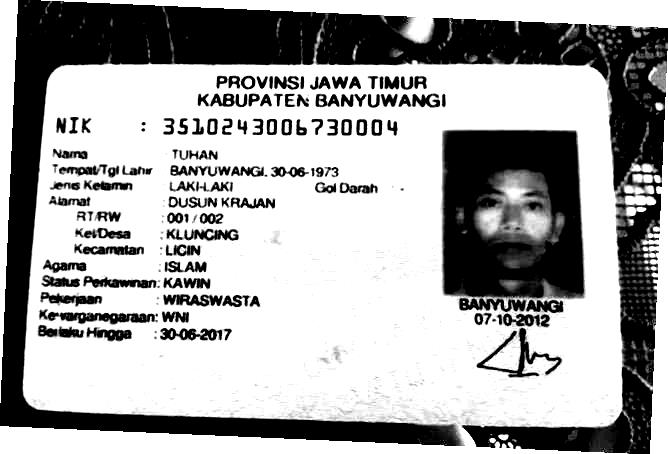 PROVINSI JAWA TIMUR
KABUPATEN BANYUWANGI
NIK : 3510243006730004
Nama : TUHAN
Tempat/Tgl Lahir : BANYUWANGI, 30-06-1973
Jenis Kelamin : LAKI-LAKI Gol Darah : -
Alamat : DUSUN KRAJAN
RT/RW : 001/002
Kel/Desa : KLUNCING
Kecamatan : LICIN
Agama : ISLAM
Status Perkawinan: KAWIN
Pekerjaan : WIRASWASTA
Kewarganegaraan: WNI
Berlaku Hingga : 30-06-2017
BANYUWANGI
07-10-2012